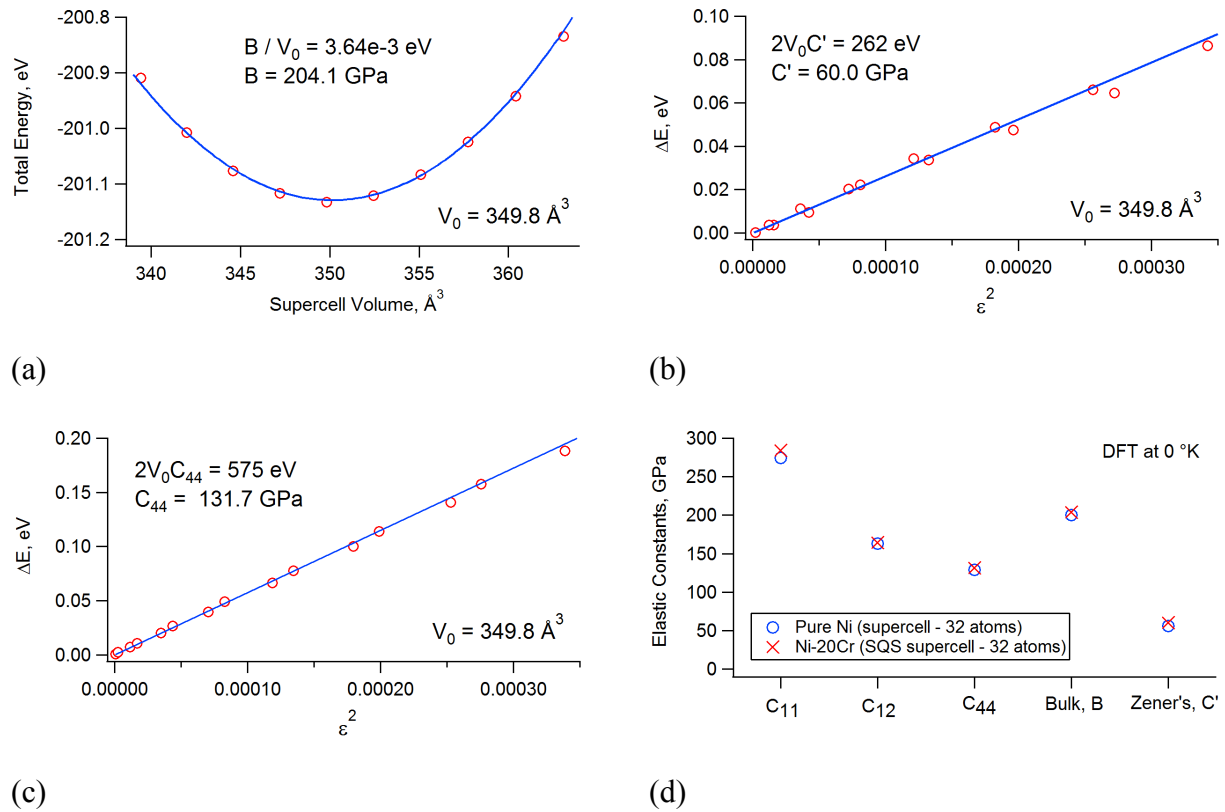 -200.8
-200.9
-201.0
-201.1
-201.2
Total Energy, eV
B / V₀ = 3.64e-3 eV
B = 204.1 GPa
V₀ = 349.8 Å³
340 345 350 355 360
Supercell Volume, Å³
(a)
0.10
0.08
0.06
0.04
0.02
0.00
ΔE, eV
2V₀C' = 262 eV
C' = 60.0 GPa
V₀ = 349.8 Å³
0.00000 0.00010 0.00020 0.00030
ε²
(b)
0.20
0.15
0.10
0.05
0.00
ΔE, eV
2V₀C₄₄ = 575 eV
C₄₄ = 131.7 GPa
V₀ = 349.8 Å³
0.00000 0.00010 0.00020 0.00030
ε²
(c)
300
250
200
150
100
50
0
Elastic Constants, GPa
DFT at 0 °K
Pure Ni (supercell - 32 atoms)
Ni-20Cr (SQS supercell - 32 atoms)
C₁₁ C₁₂ C₄₄ Bulk, B Zener's, C'
(d)